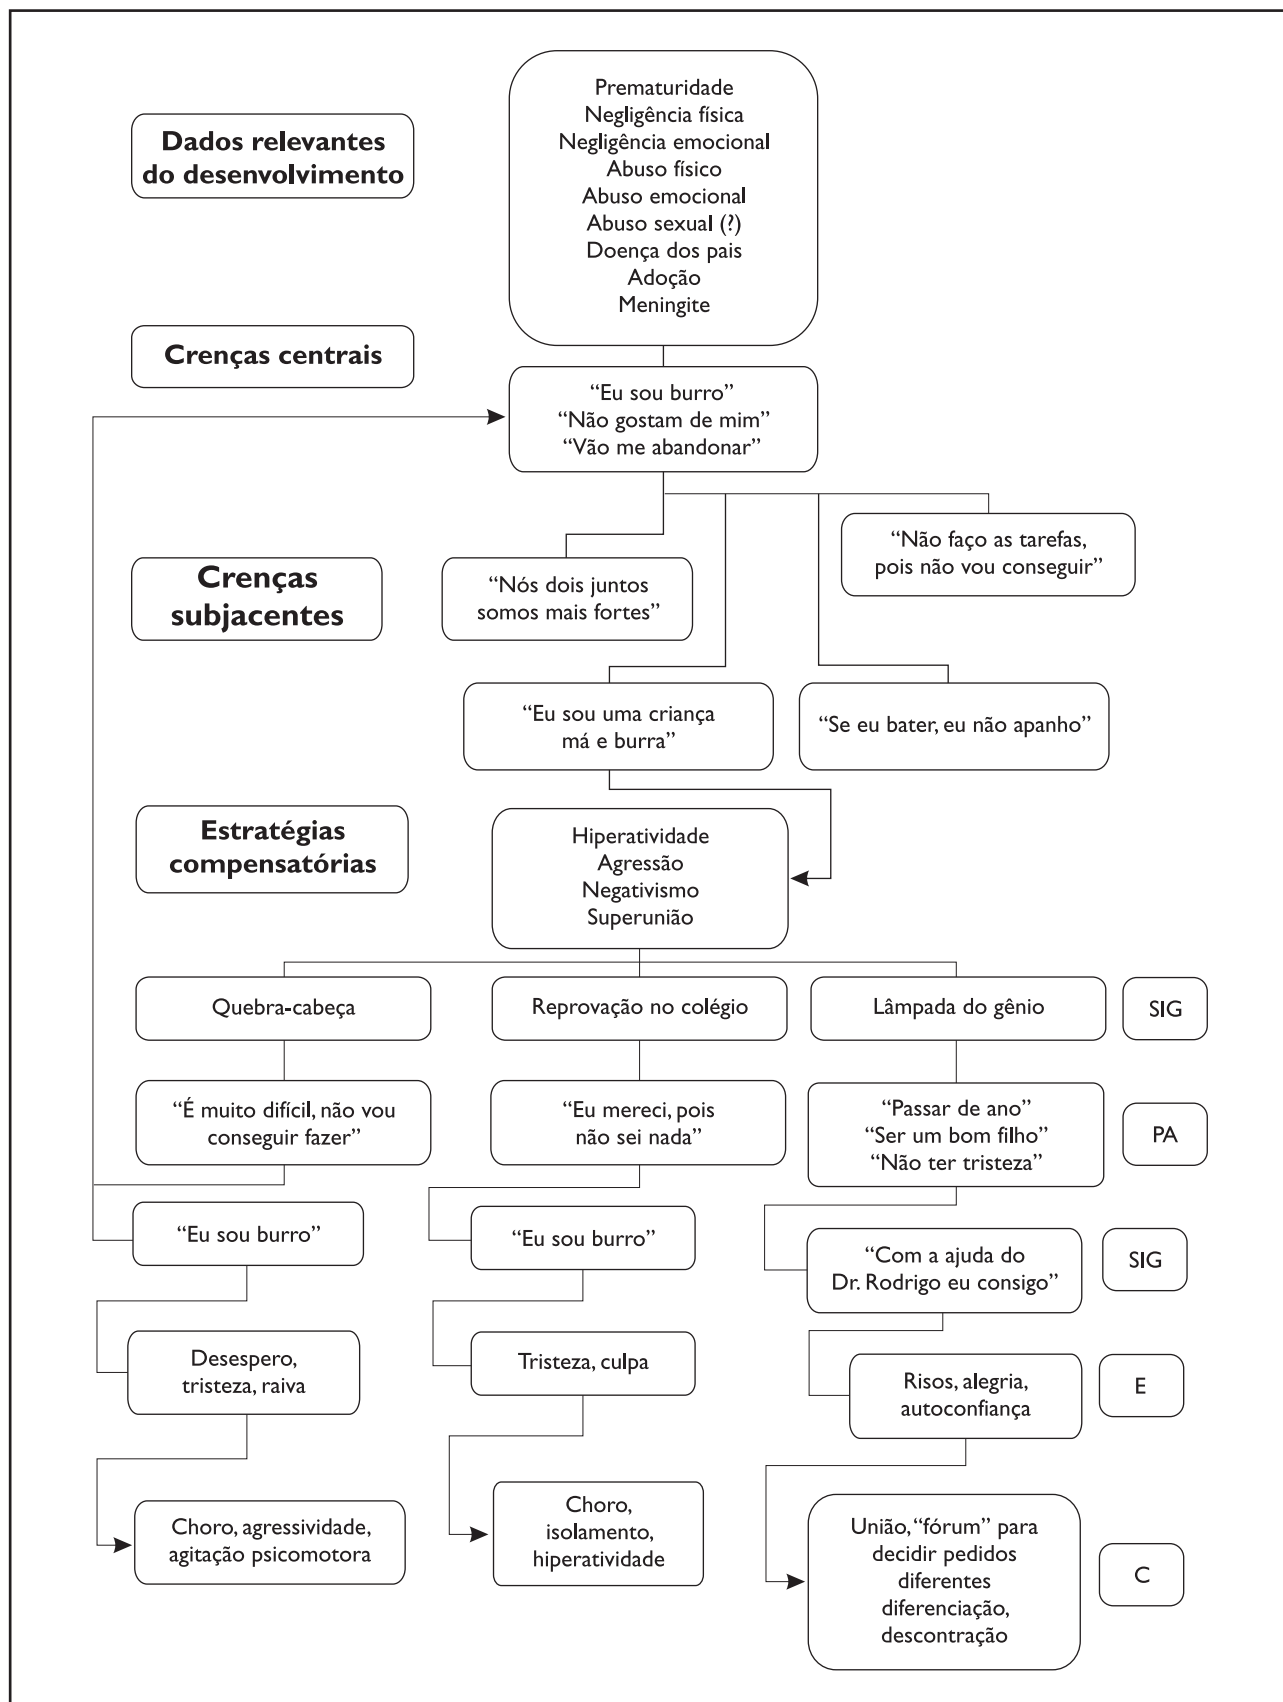 Dados relevantes
do desenvolvimento
Prematuridade
Negligência física
Negligência emocional
Abuso físico
Abuso emocional
Abuso sexual (?)
Doença dos pais
Adoção
Meningite
Crenças centrais
“Eu sou burro”
“Não gostam de mim”
“Vão me abandonar”
Crenças
subjacentes
“Nós dois juntos
somos mais fortes”
“Não faço as tarefas,
pois não vou conseguir”
“Eu sou uma criança
má e burra”
“Se eu bater, eu não apanho”
Estratégias
compensatórias
Hiperatividade
Agressão
Negativismo
Superunião
Quebra-cabeça
Reprovação no colégio
Lâmpada do gênio
SIG
“É muito difícil, não vou
conseguir fazer”
“Eu mereci, pois
não sei nada”
“Passar de ano”
“Ser um bom filho”
“Não ter tristeza”
PA
“Eu sou burro”
“Eu sou burro”
“Com a ajuda do
Dr. Rodrigo eu consigo”
SIG
Desespero,
tristeza, raiva
Tristeza, culpa
Risos, alegria,
autoconfiança
E
Choro, agressividade,
agitação psicomotora
Choro,
isolamento,
hiperatividade
União, “fórum” para
decidir pedidos
diferentes
diferenciação,
descontração
C